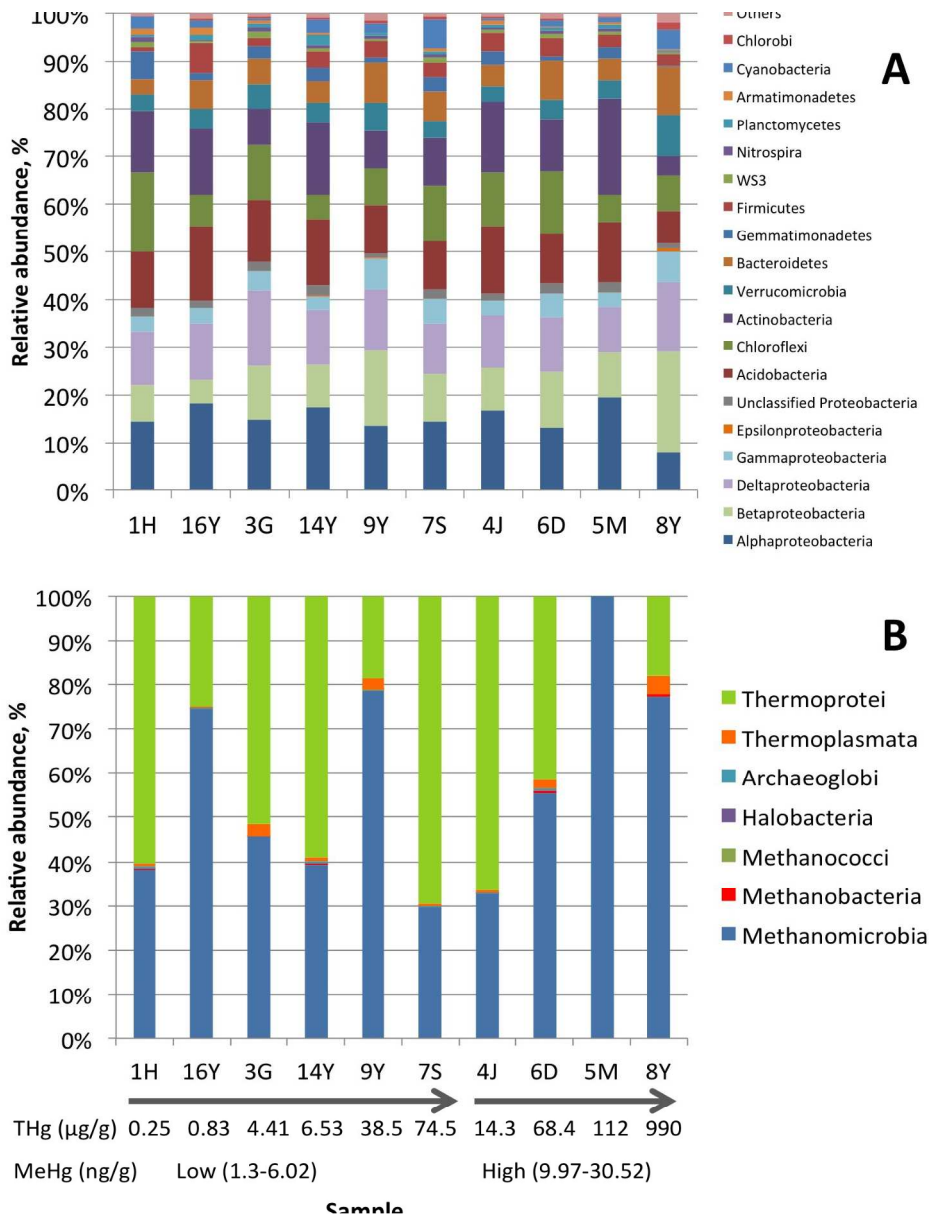 100%
90%
80%
70%
60%
50%
40%
30%
20%
10%
0%
Relative abundance, %
A
Others
Chlorobi
Cyanobacteria
Armatimonadetes
Planctomycetes
Nitrospira
WS3
Firmicutes
Gemmatimonadetes
Bacteroidetes
Verrucomicrobia
Actinobacteria
Chloroflexi
Acidobacteria
Unclassified Proteobacteria
Epsilonproteobacteria
Gammaproteobacteria
Deltaproteobacteria
Betaproteobacteria
Alphaproteobacteria
1H 16Y 3G 14Y 9Y 7S 4J 6D 5M 8Y
100%
90%
80%
70%
60%
50%
40%
30%
20%
10%
0%
Relative abundance, %
B
Thermoprotei
Thermoplasmata
Archaeoglobi
Halobacteria
Methanococci
Methanobacteria
Methanomicrobia
1H 16Y 3G 14Y 9Y 7S 4J 6D 5M 8Y
THg (µg/g) 0.25 0.83 4.41 6.53 38.5 74.5 14.3 68.4 112 990
MeHg (ng/g) Low (1.3-6.02) High (9.97-30.52)
Sample